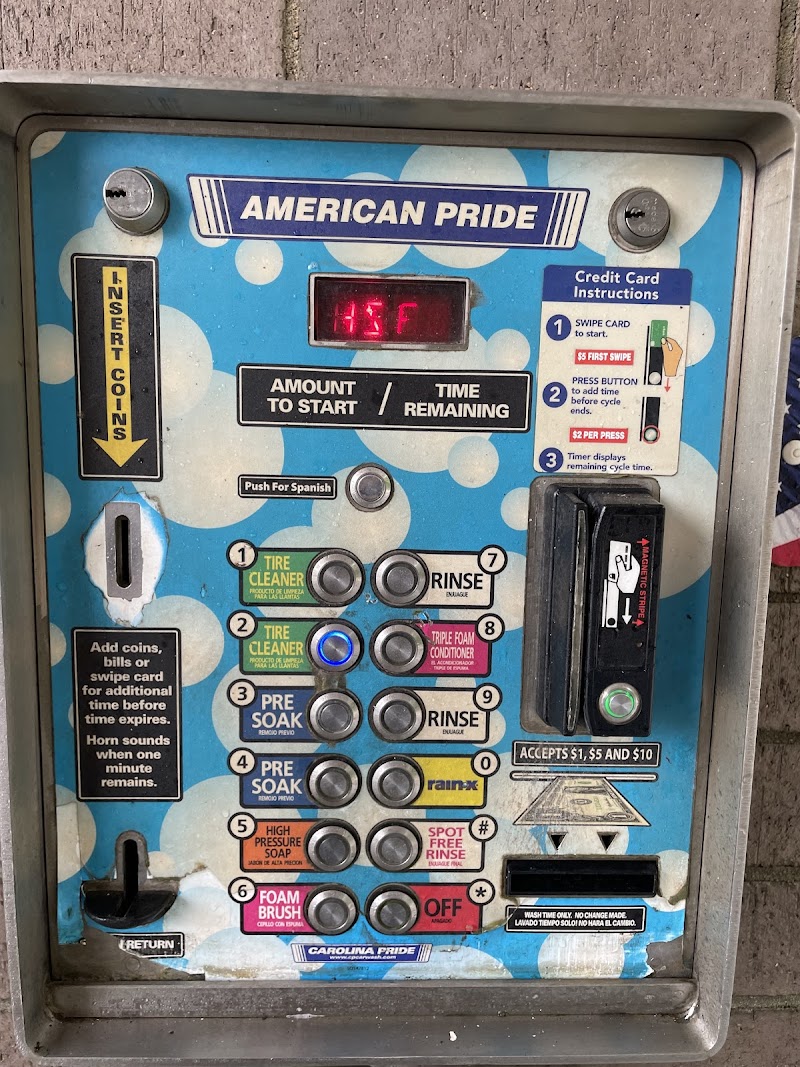 AMERICAN PRIDE
INSERT COINS
AMOUNT
TO START
/
TIME
REMAINING
Credit Card
Instructions
1
SWIPE CARD
to start.
$5 FIRST SWIPE
2
PRESS BUTTON
to add time
before cycle
ends.
$2 PER PRESS
3
Timer displays
remaining cycle time.
Push For Spanish
MAGNETIC STRIPE
1
TIRE
CLEANER
PRODUCTO DE LIMPIEZA
PARA LAS LLANTAS
7
RINSE
ENJUAGUE
2
TIRE
CLEANER
PRODUCTO DE LIMPIEZA
PARA LAS LLANTAS
8
TRIPLE FOAM
CONDITIONER
EL ACONDICIONADOR
TRIPLE DE ESPUMA
3
PRE
SOAK
REMOJO PREVIO
9
RINSE
ENJUAGUE
4
PRE
SOAK
REMOJO PREVIO
0
rain-x
5
HIGH
PRESSURE
SOAP
JABON DE ALTA PRECION
#
SPOT
FREE
RINSE
ENJUAGUE FINAL
6
FOAM
BRUSH
CEPILLO CON ESPUMA
*
OFF
APAGADO
Add coins,
bills or
swipe card
for additional
time before
time expires.
Horn sounds
when one
minute
remains.
RETURN
ACCEPTS $1, $5 AND $10
WASH TIME ONLY. NO CHANGE MADE.
LAVADO TIEMPO SOLO! NO HARA EL CAMBIO.
CAROLINA PRIDE
www.cpcarwash.com